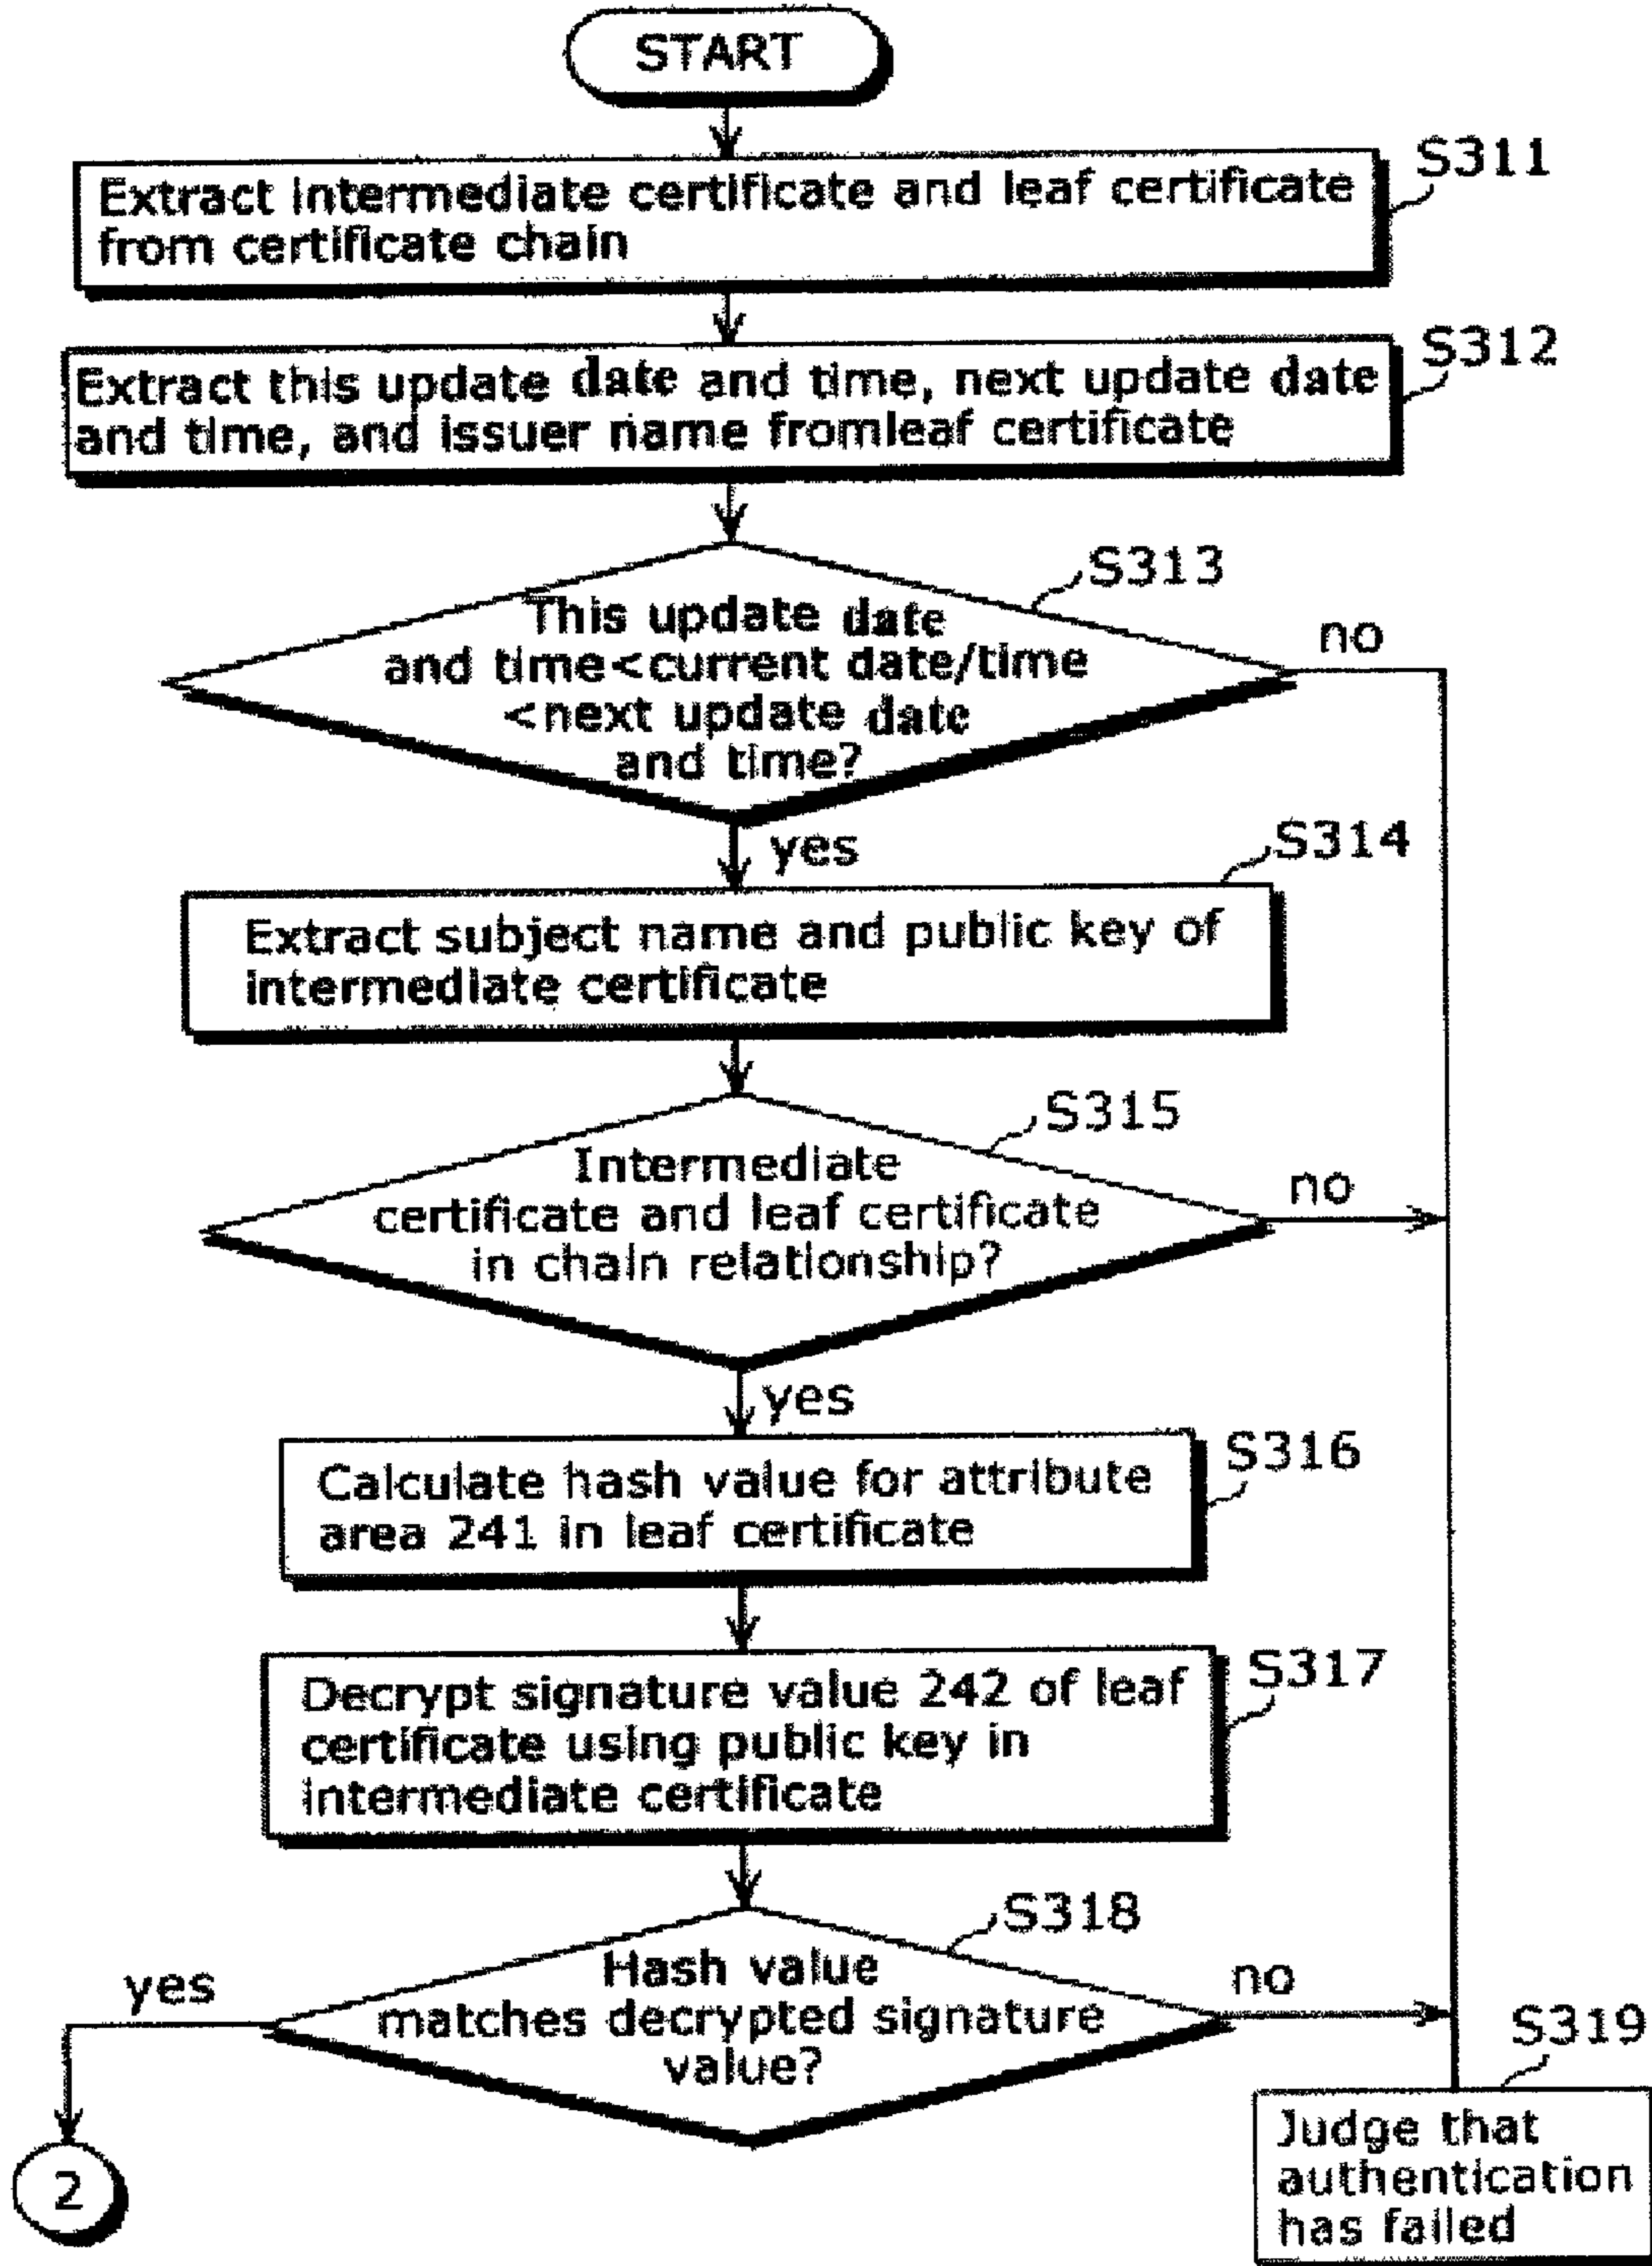 START
S311
Extract intermediate certificate and leaf certificate
from certificate chain
S312
Extract this update date and time, next update date
and time, and issuer name fromleaf certificate
S313
This update date
and time<current date/time
<next update date
and time?
no
yes
S314
Extract subject name and public key of
intermediate certificate
S315
Intermediate
certificate and leaf certificate
in chain relationship?
no
yes
S316
Calculate hash value for attribute
area 241 in leaf certificate
S317
Decrypt signature value 242 of leaf
certificate using public key in
intermediate certificate
S318
Hash value
matches decrypted signature
value?
yes
no
S319
Judge that
authentication
has failed
2